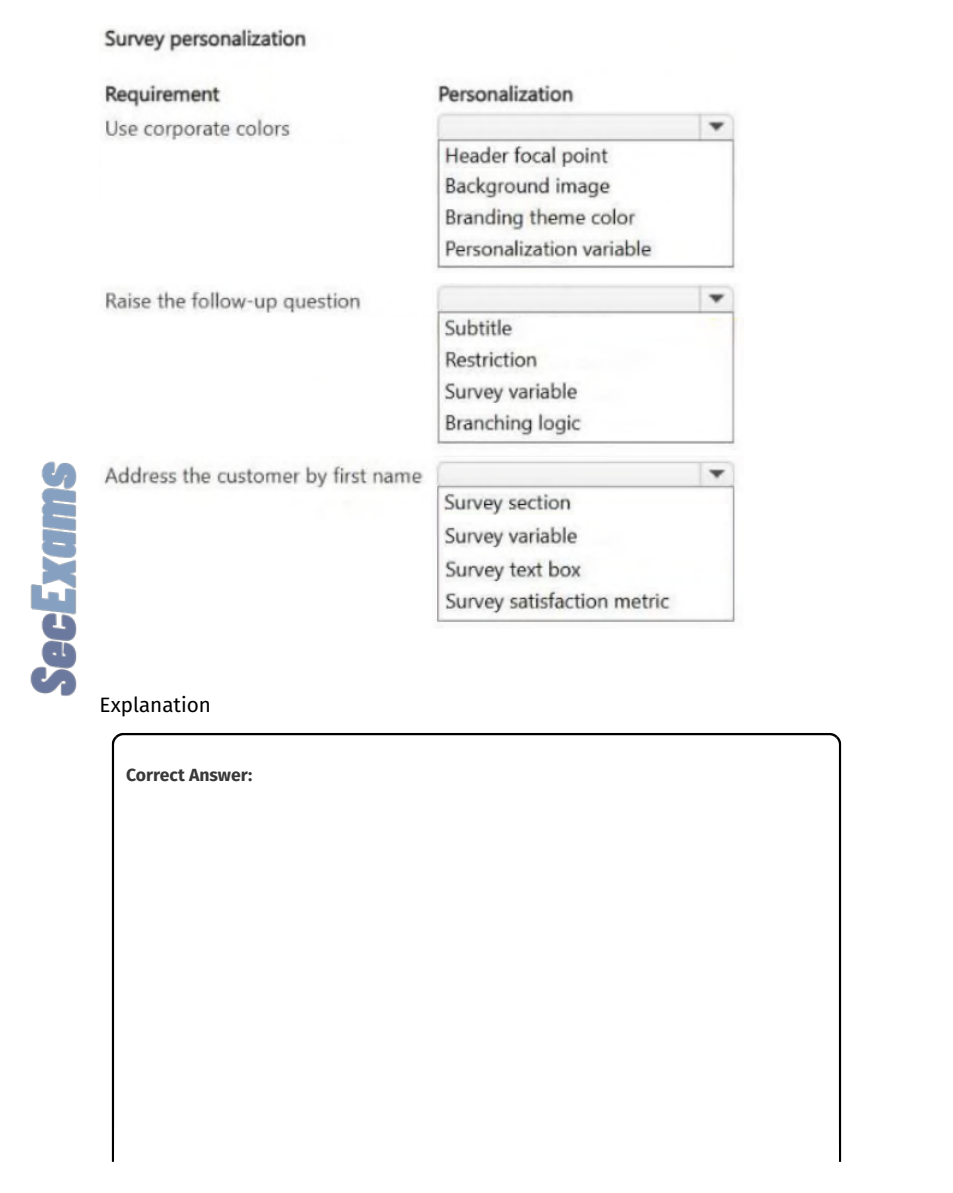 Survey personalization
Requirement Personalization
Use corporate colors
Header focal point
Background image
Branding theme color
Personalization variable
Raise the follow-up question
Subtitle
Restriction
Survey variable
Branching logic
Address the customer by first name
Survey section
Survey variable
Survey text box
Survey satisfaction metric
SecExams
Explanation
Correct Answer: